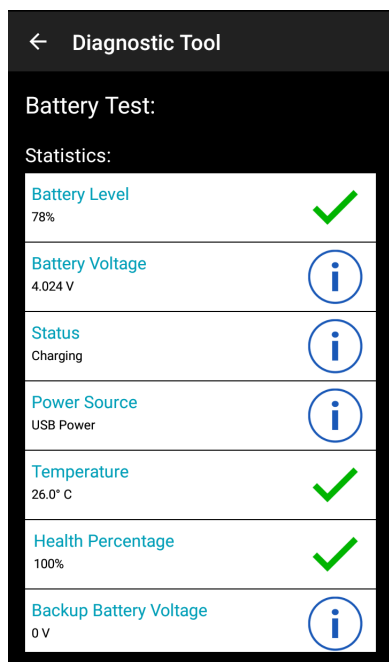 Diagnostic Tool
Battery Test:
Statistics:
Battery Level
78%
Battery Voltage
4.024 V
Status
Charging
Power Source
USB Power
Temperature
26.0° C
Health Percentage
100%
Backup Battery Voltage
0 V